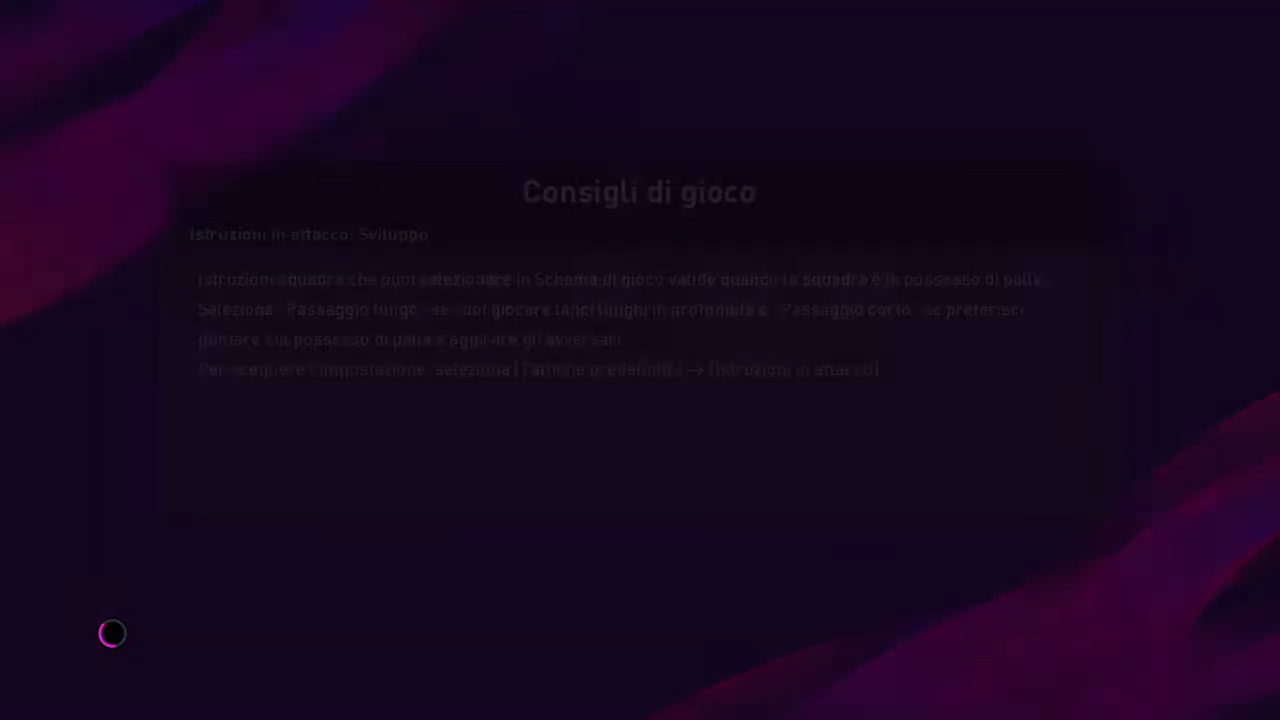 Consigli di gioco
Istruzioni in attacco: Sviluppo
Istruzioni squadra che puoi selezionare in Schema di gioco valide quando la squadra è in possesso di palla.
Seleziona "Passaggio lungo" se vuoi giocare lanci lunghi in profondità o "Passaggio corto" se preferisci
puntare sul possesso di palla e aggirare gli avversari.
Per scegliere l'impostazione, seleziona [Tattiche predefinite] → [Istruzioni in attacco]